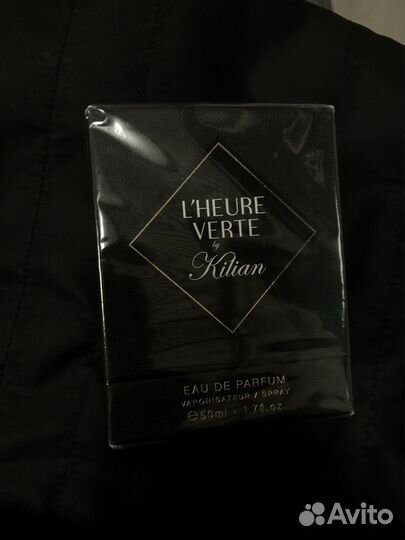 L'HEURE
VERTE
by
Kilian
EAU DE PARFUM
VAPORISATEUR / SPRAY
℮50ml - 1.7fl.oz.
Avito